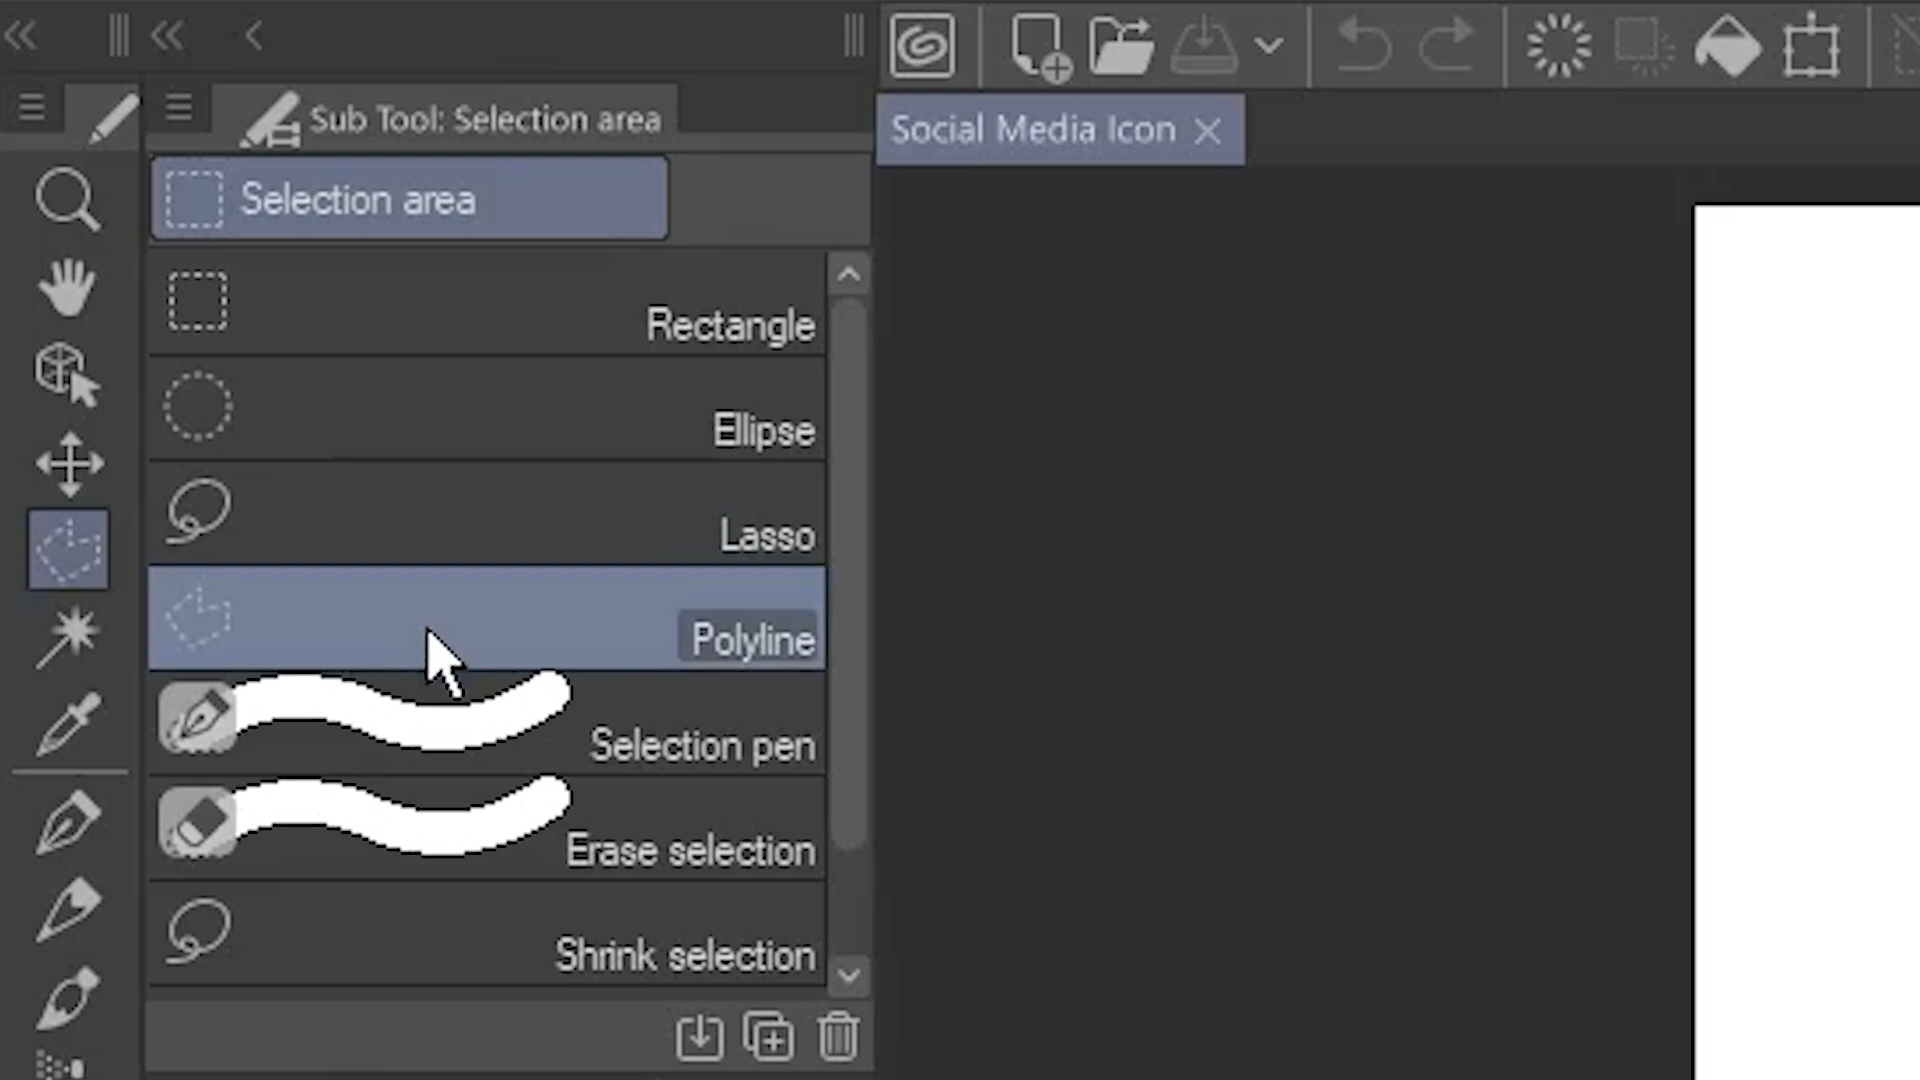 Sub Tool: Selection area
Social Media Icon
Selection area
Rectangle
Ellipse
Lasso
Polyline
Selection pen
Erase selection
Shrink selection